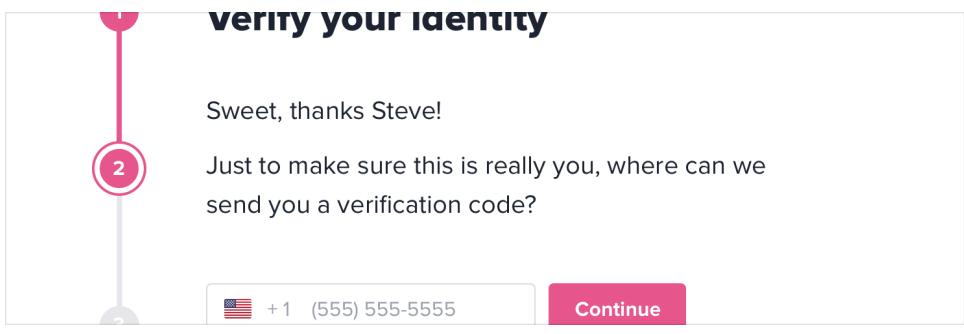 1
Verify your identity
Sweet, thanks Steve!
2
Just to make sure this is really you, where can we
send you a verification code?
+1 (555) 555-5555
Continue